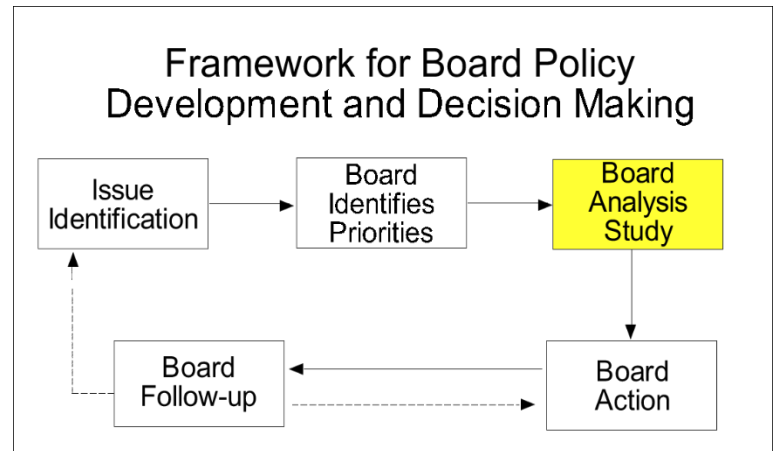 Framework for Board Policy
Development and Decision Making
Issue
Identification
Board
Identifies
Priorities
Board
Analysis
Study
Board
Follow-up
Board
Action